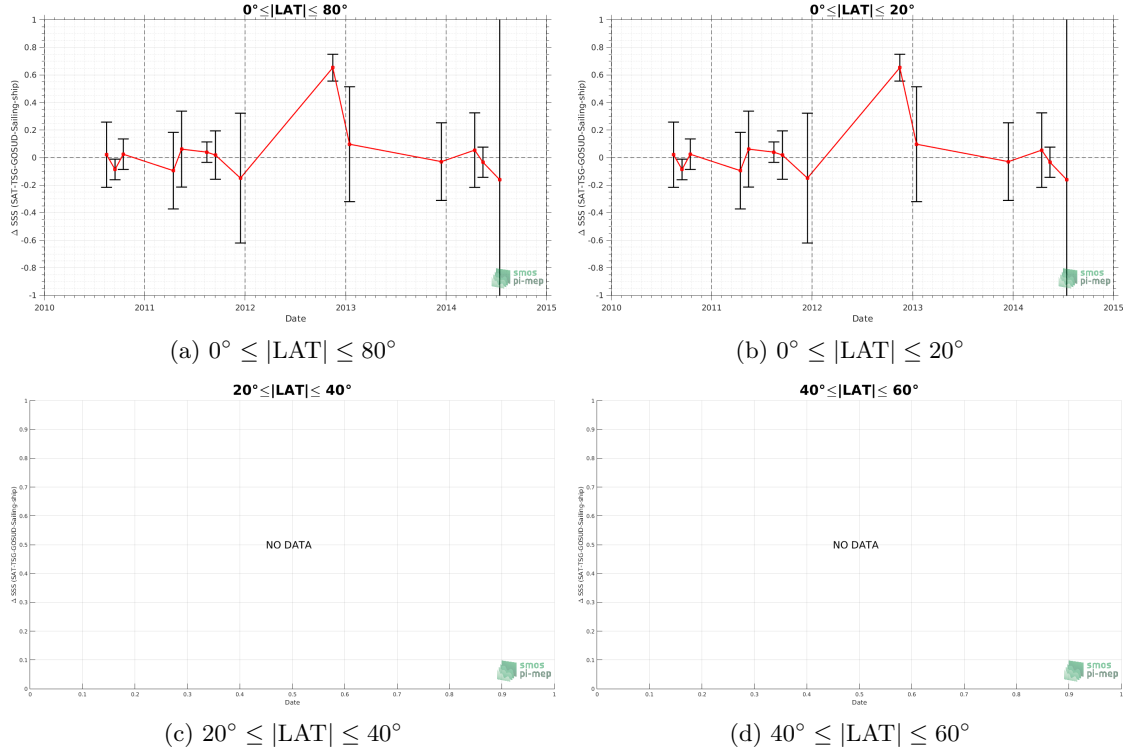 0°≤|LAT|≤ 80°
1
0.8
0.6
0.4
0.2
0
-0.2
-0.4
-0.6
-0.8
-1
Δ SSS (SAT-TSG-GOSUD-Sailing-ship)
2010 2011 2012 2013 2014 2015
Date
smos
pi-mep
(a) 0° ≤ |LAT| ≤ 80°
0°≤|LAT|≤ 20°
1
0.8
0.6
0.4
0.2
0
-0.2
-0.4
-0.6
-0.8
-1
Δ SSS (SAT-TSG-GOSUD-Sailing-ship)
2010 2011 2012 2013 2014 2015
Date
smos
pi-mep
(b) 0° ≤ |LAT| ≤ 20°
20°≤|LAT|≤ 40°
1
0.9
0.8
0.7
0.6
0.5
0.4
0.3
0.2
0.1
0
Δ SSS (SAT-TSG-GOSUD-Sailing-ship)
NO DATA
0 0.1 0.2 0.3 0.4 0.5 0.6 0.7 0.8 0.9 1
Date
smos
pi-mep
(c) 20° ≤ |LAT| ≤ 40°
40°≤|LAT|≤ 60°
1
0.9
0.8
0.7
0.6
0.5
0.4
0.3
0.2
0.1
0
Δ SSS (SAT-TSG-GOSUD-Sailing-ship)
NO DATA
0 0.1 0.2 0.3 0.4 0.5 0.6 0.7 0.8 0.9 1
Date
smos
pi-mep
(d) 40° ≤ |LAT| ≤ 60°